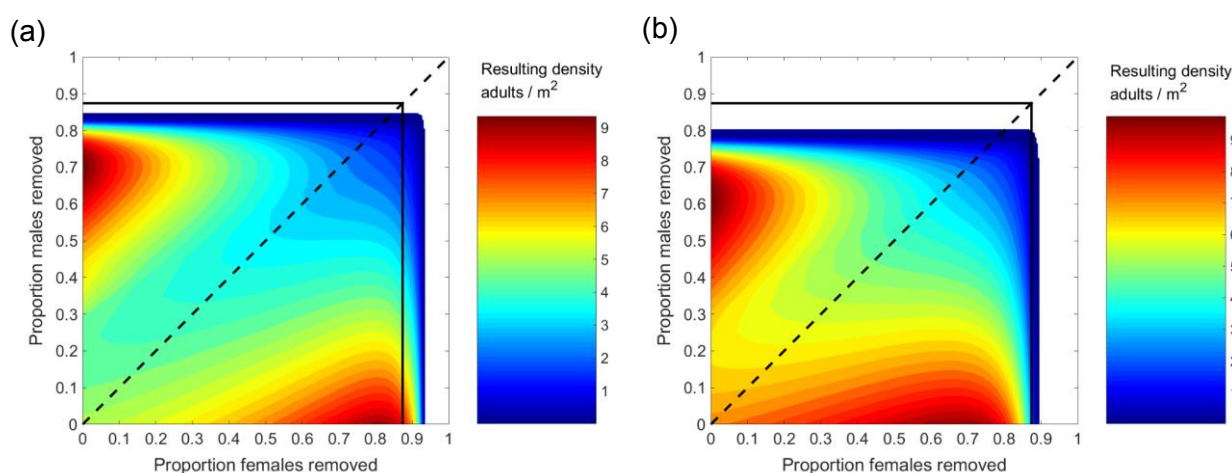 (a)
(b)
Resulting density
adults / m²
Resulting density
adults / m²
1
0.9
0.8
0.7
0.6
0.5
0.4
0.3
0.2
0.1
0
0 0.1 0.2 0.3 0.4 0.5 0.6 0.7 0.8 0.9 1
Proportion males removed
Proportion females removed
9
8
7
6
5
4
3
2
1
1
0.9
0.8
0.7
0.6
0.5
0.4
0.3
0.2
0.1
0
0 0.1 0.2 0.3 0.4 0.5 0.6 0.7 0.8 0.9 1
Proportion males removed
Proportion females removed